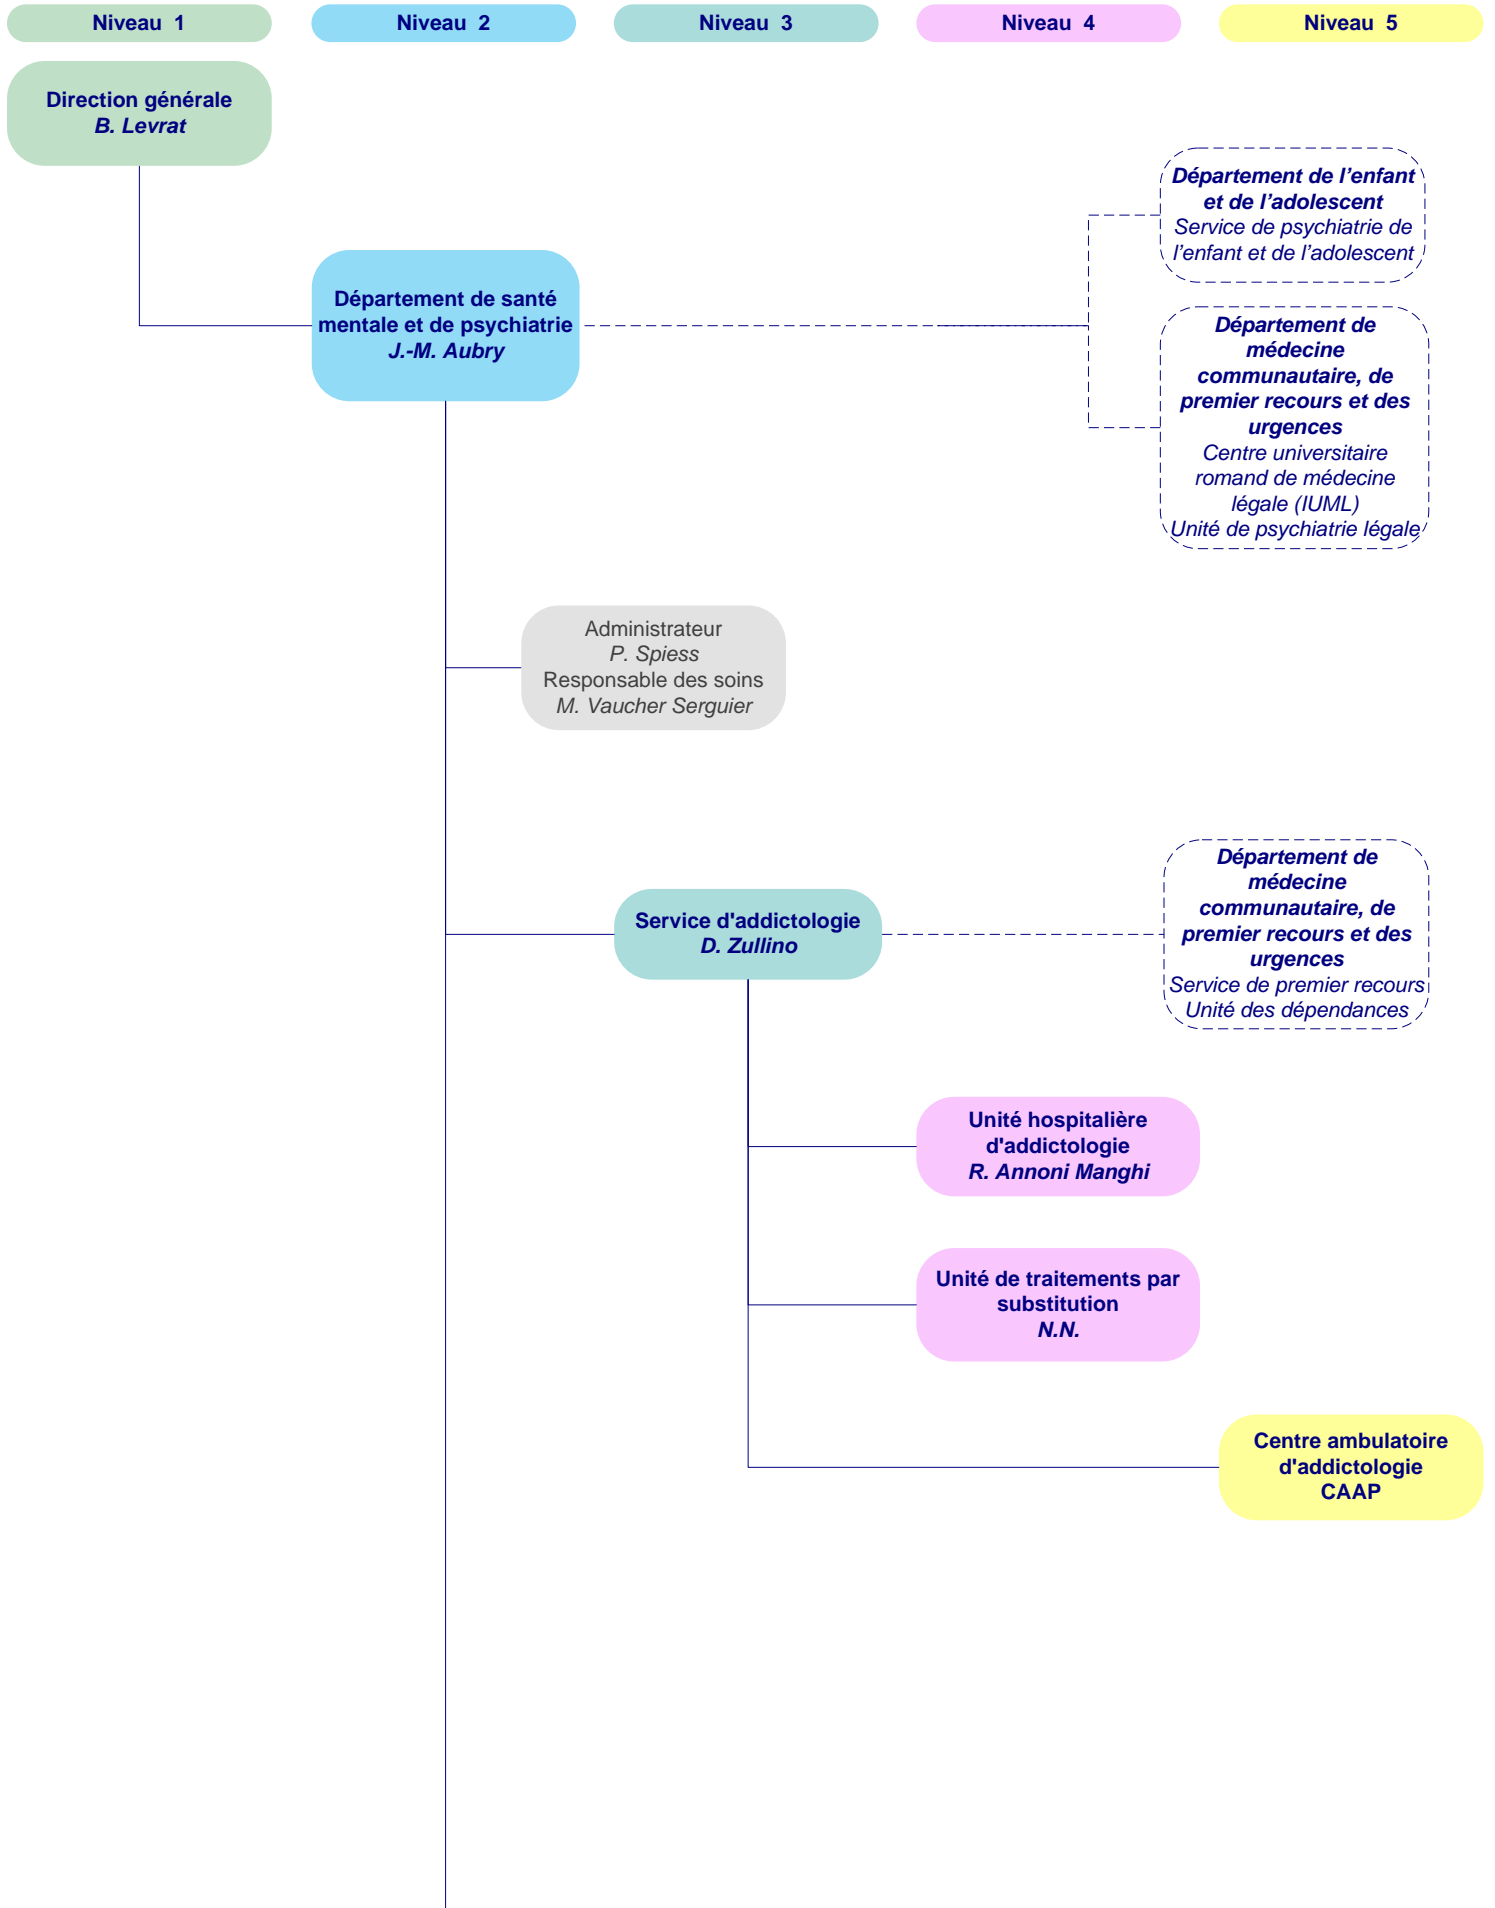 Niveau 1
Niveau 2
Niveau 3
Niveau 4
Niveau 5
Direction générale
B. Levrat
Département de l’enfant
et de l’adolescent
Service de psychiatrie de
l’enfant et de l’adolescent
Département de santé
mentale et de psychiatrie
J.-M. Aubry
Département de
médecine
communautaire, de
premier recours et des
urgences
Centre universitaire
romand de médecine
légale (IUML)
Unité de psychiatrie légale
Administrateur
P. Spiess
Responsable des soins
M. Vaucher Serguier
Service d'addictologie
D. Zullino
Département de
médecine
communautaire, de
premier recours et des
urgences
Service de premier recours
Unité des dépendances
Unité hospitalière
d'addictologie
R. Annoni Manghi
Unité de traitements par
substitution
N.N.
Centre ambulatoire
d'addictologie
CAAP